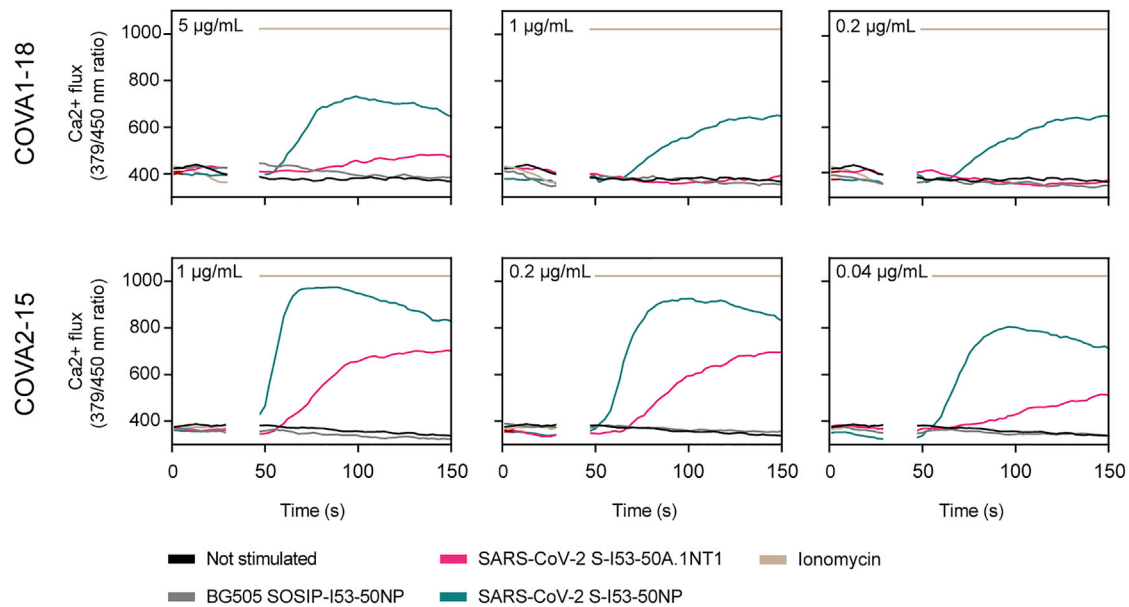 COVA1-18
Ca2+ flux
(379/450 nm ratio)
1000
800
600
400
5 µg/mL
1 µg/mL
0.2 µg/mL
COVA2-15
Ca2+ flux
(379/450 nm ratio)
1000
800
600
400
1 µg/mL
0.2 µg/mL
0.04 µg/mL
0 50 100 150
0 50 100 150
0 50 100 150
Time (s)
Time (s)
Time (s)
Not stimulated
SARS-CoV-2 S-I53-50A.1NT1
Ionomycin
BG505 SOSIP-I53-50NP
SARS-CoV-2 S-I53-50NP